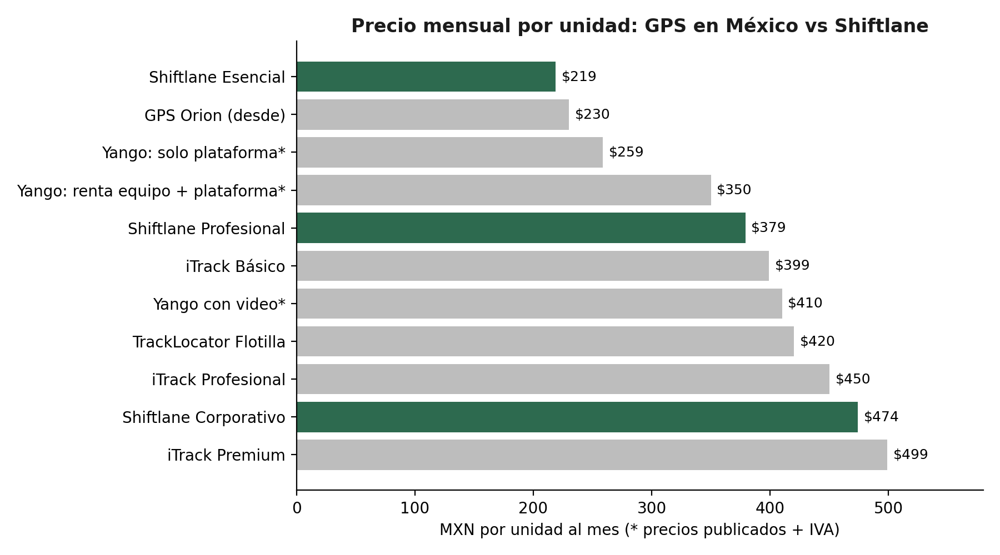 Precio mensual por unidad: GPS en México vs Shiftlane
Shiftlane Esencial $219
GPS Orion (desde) $230
Yango: solo plataforma* $259
Yango: renta equipo + plataforma* $350
Shiftlane Profesional $379
iTrack Básico $399
Yango con video* $410
TrackLocator Flotilla $420
iTrack Profesional $450
Shiftlane Corporativo $474
iTrack Premium $499
0 100 200 300 400 500
MXN por unidad al mes (* precios publicados + IVA)